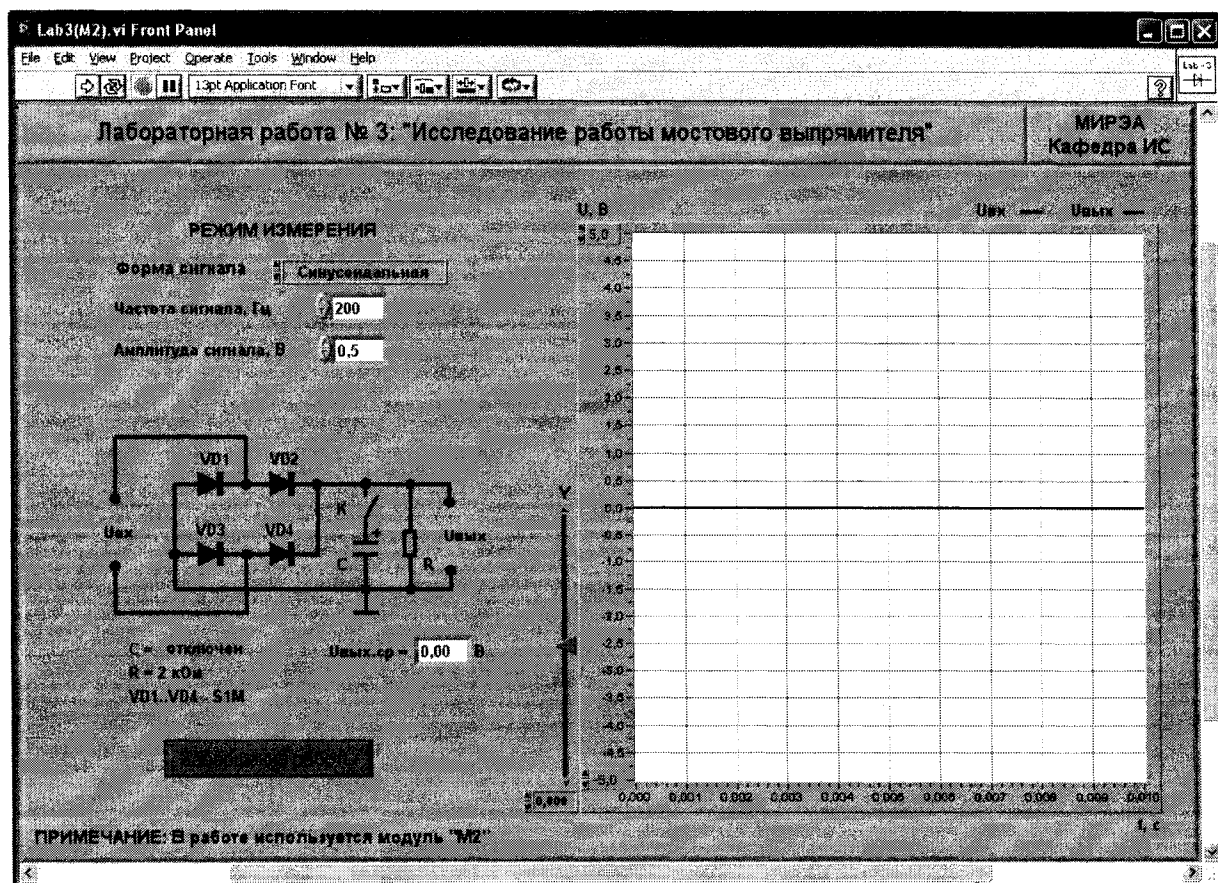 Lab3(M2).vi Front Panel
File Edit View Project Operate Tools Window Help
13pt Application Font
Lab-3
Лабораторная работа № 3: "Исследование работы мостового выпрямителя"
МИРЭА
Кафедра ИС
РЕЖИМ ИЗМЕРЕНИЯ
Форма сигнала Синусоидальная
Частота сигнала, Гц 200
Амплитуда сигнала, В 0,5
VD1 VD2
VD3 VD4
Uвх
K
C
R
Uвых
C = отключен
R = 2 кОм
VD1..VD4 - S1M
Uвых.ср = 0,00 В
Y
0,000
U, В
Uвх Uвых
5,0
4,5
4,0
3,5
3,0
2,5
2,0
1,5
1,0
0,5
0,0
-0,5
-1,0
-1,5
-2,0
-2,5
-3,0
-3,5
-4,0
-4,5
-5,0
0,000 0,001 0,002 0,003 0,004 0,005 0,006 0,007 0,008 0,009 0,010
t, с
ПРИМЕЧАНИЕ: В работе используется модуль "М2"